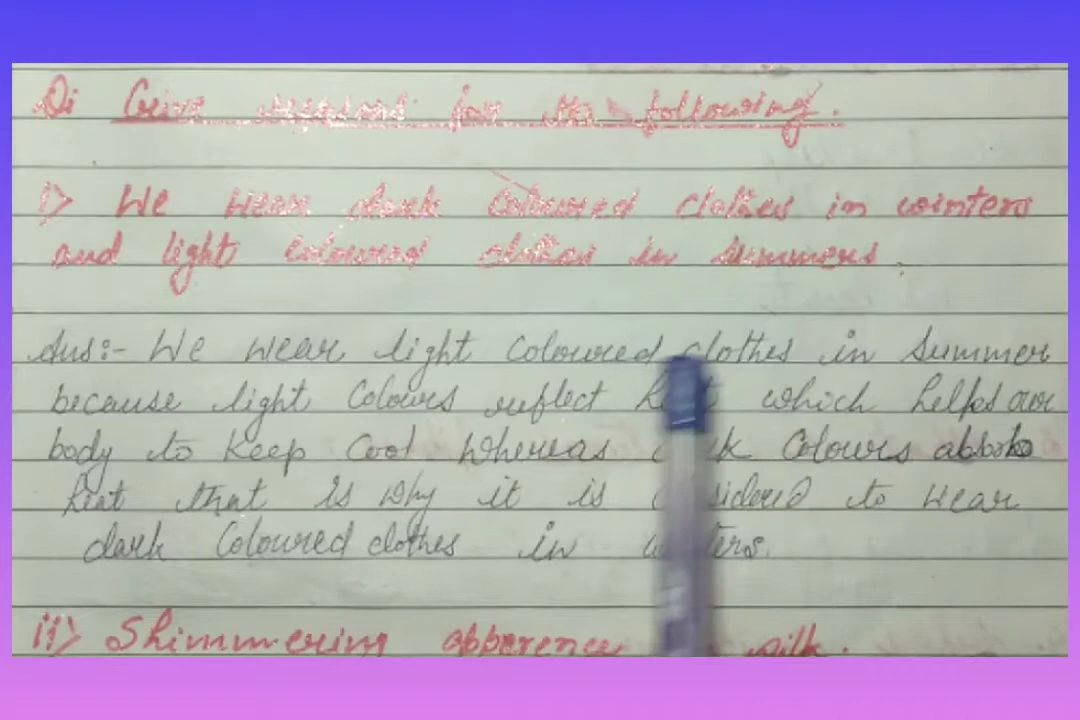 Q: Give reasons for the following.
i> We wear dark coloured clothes in winters
and light coloured clothes in summers.
Ans:- We wear light coloured clothes in Summer
because light Colours reflect which helps our
body to keep Cool whereas Colours absorb
heat that is why it is to wear
dark Coloured clothes in
ii> Shimmering apperence silk.